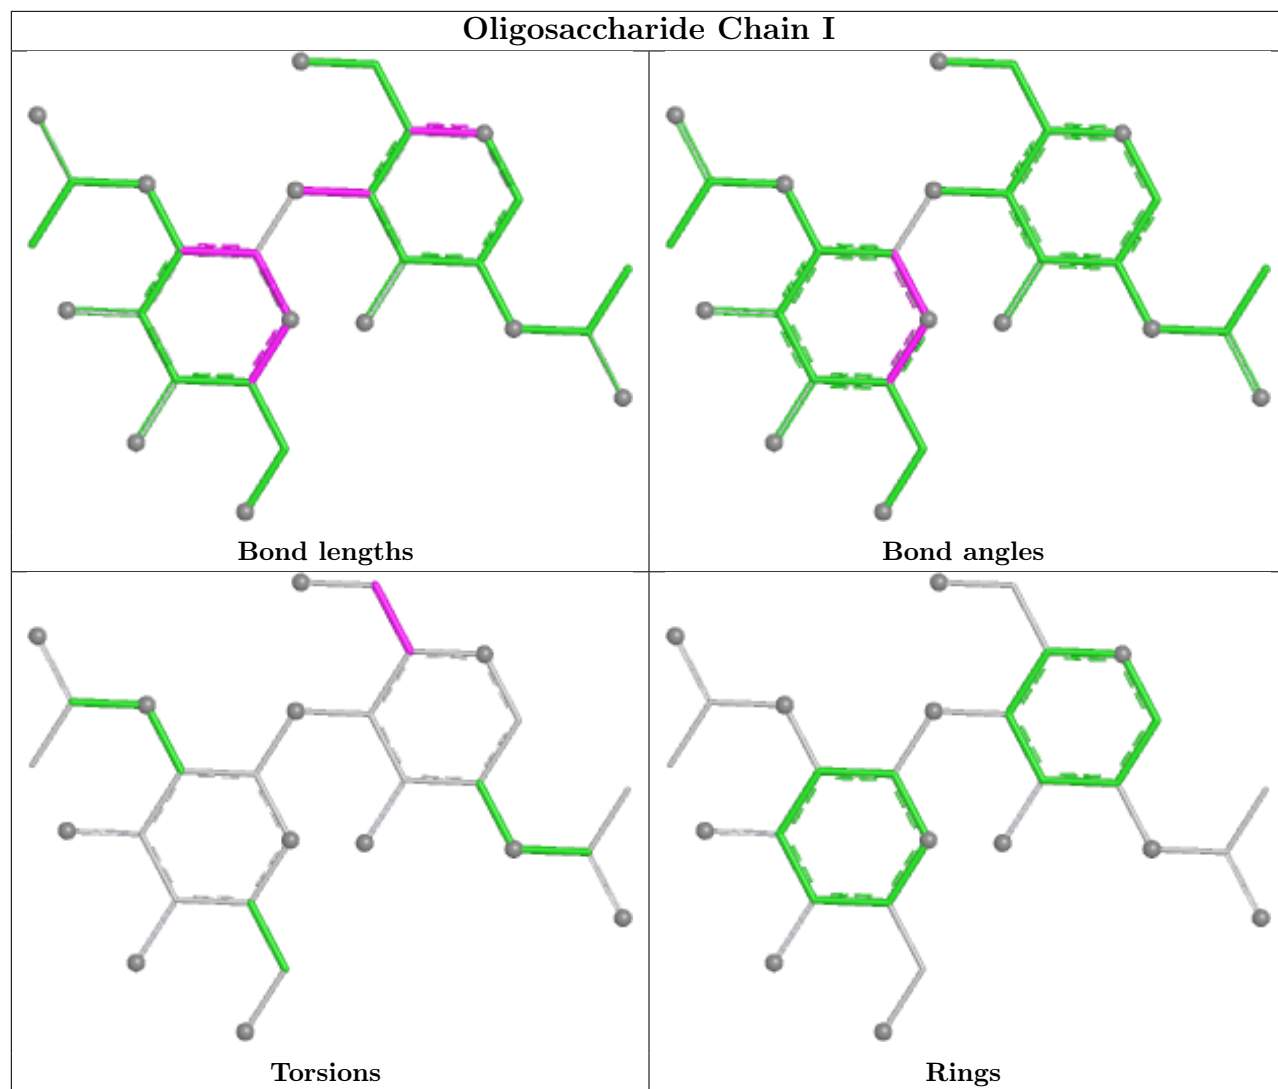 Oligosaccharide Chain I
Bond lengths
Bond angles
Torsions
Rings